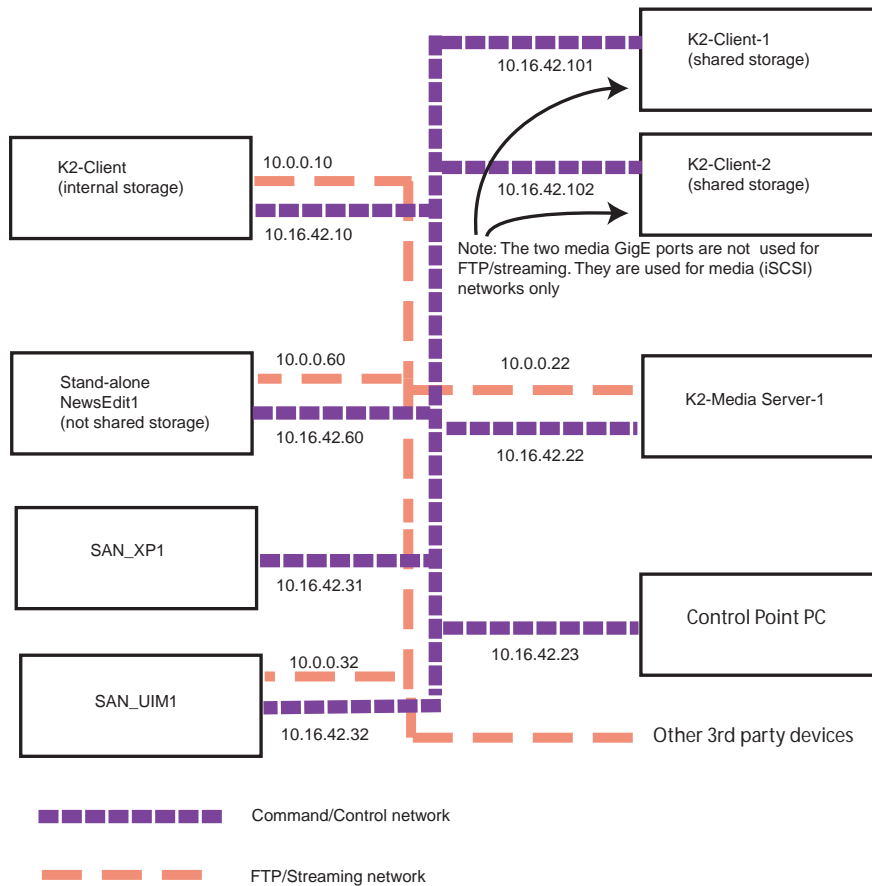 K2-Client-1
(shared storage)
10.16.42.101
10.0.0.10
K2-Client
(internal storage)
10.16.42.10
K2-Client-2
(shared storage)
10.16.42.102
Note: The two media GigE ports are not used for
FTP/streaming. They are used for media (iSCSI)
networks only
10.0.0.60
Stand-alone
NewsEdit1
(not shared storage)
10.16.42.60
10.0.0.22
K2-Media Server-1
10.16.42.22
SAN_XP1
10.16.42.31
Control Point PC
10.16.42.23
10.0.0.32
SAN_UIM1
10.16.42.32
Other 3rd party devices
Command/Control network
FTP/Streaming network